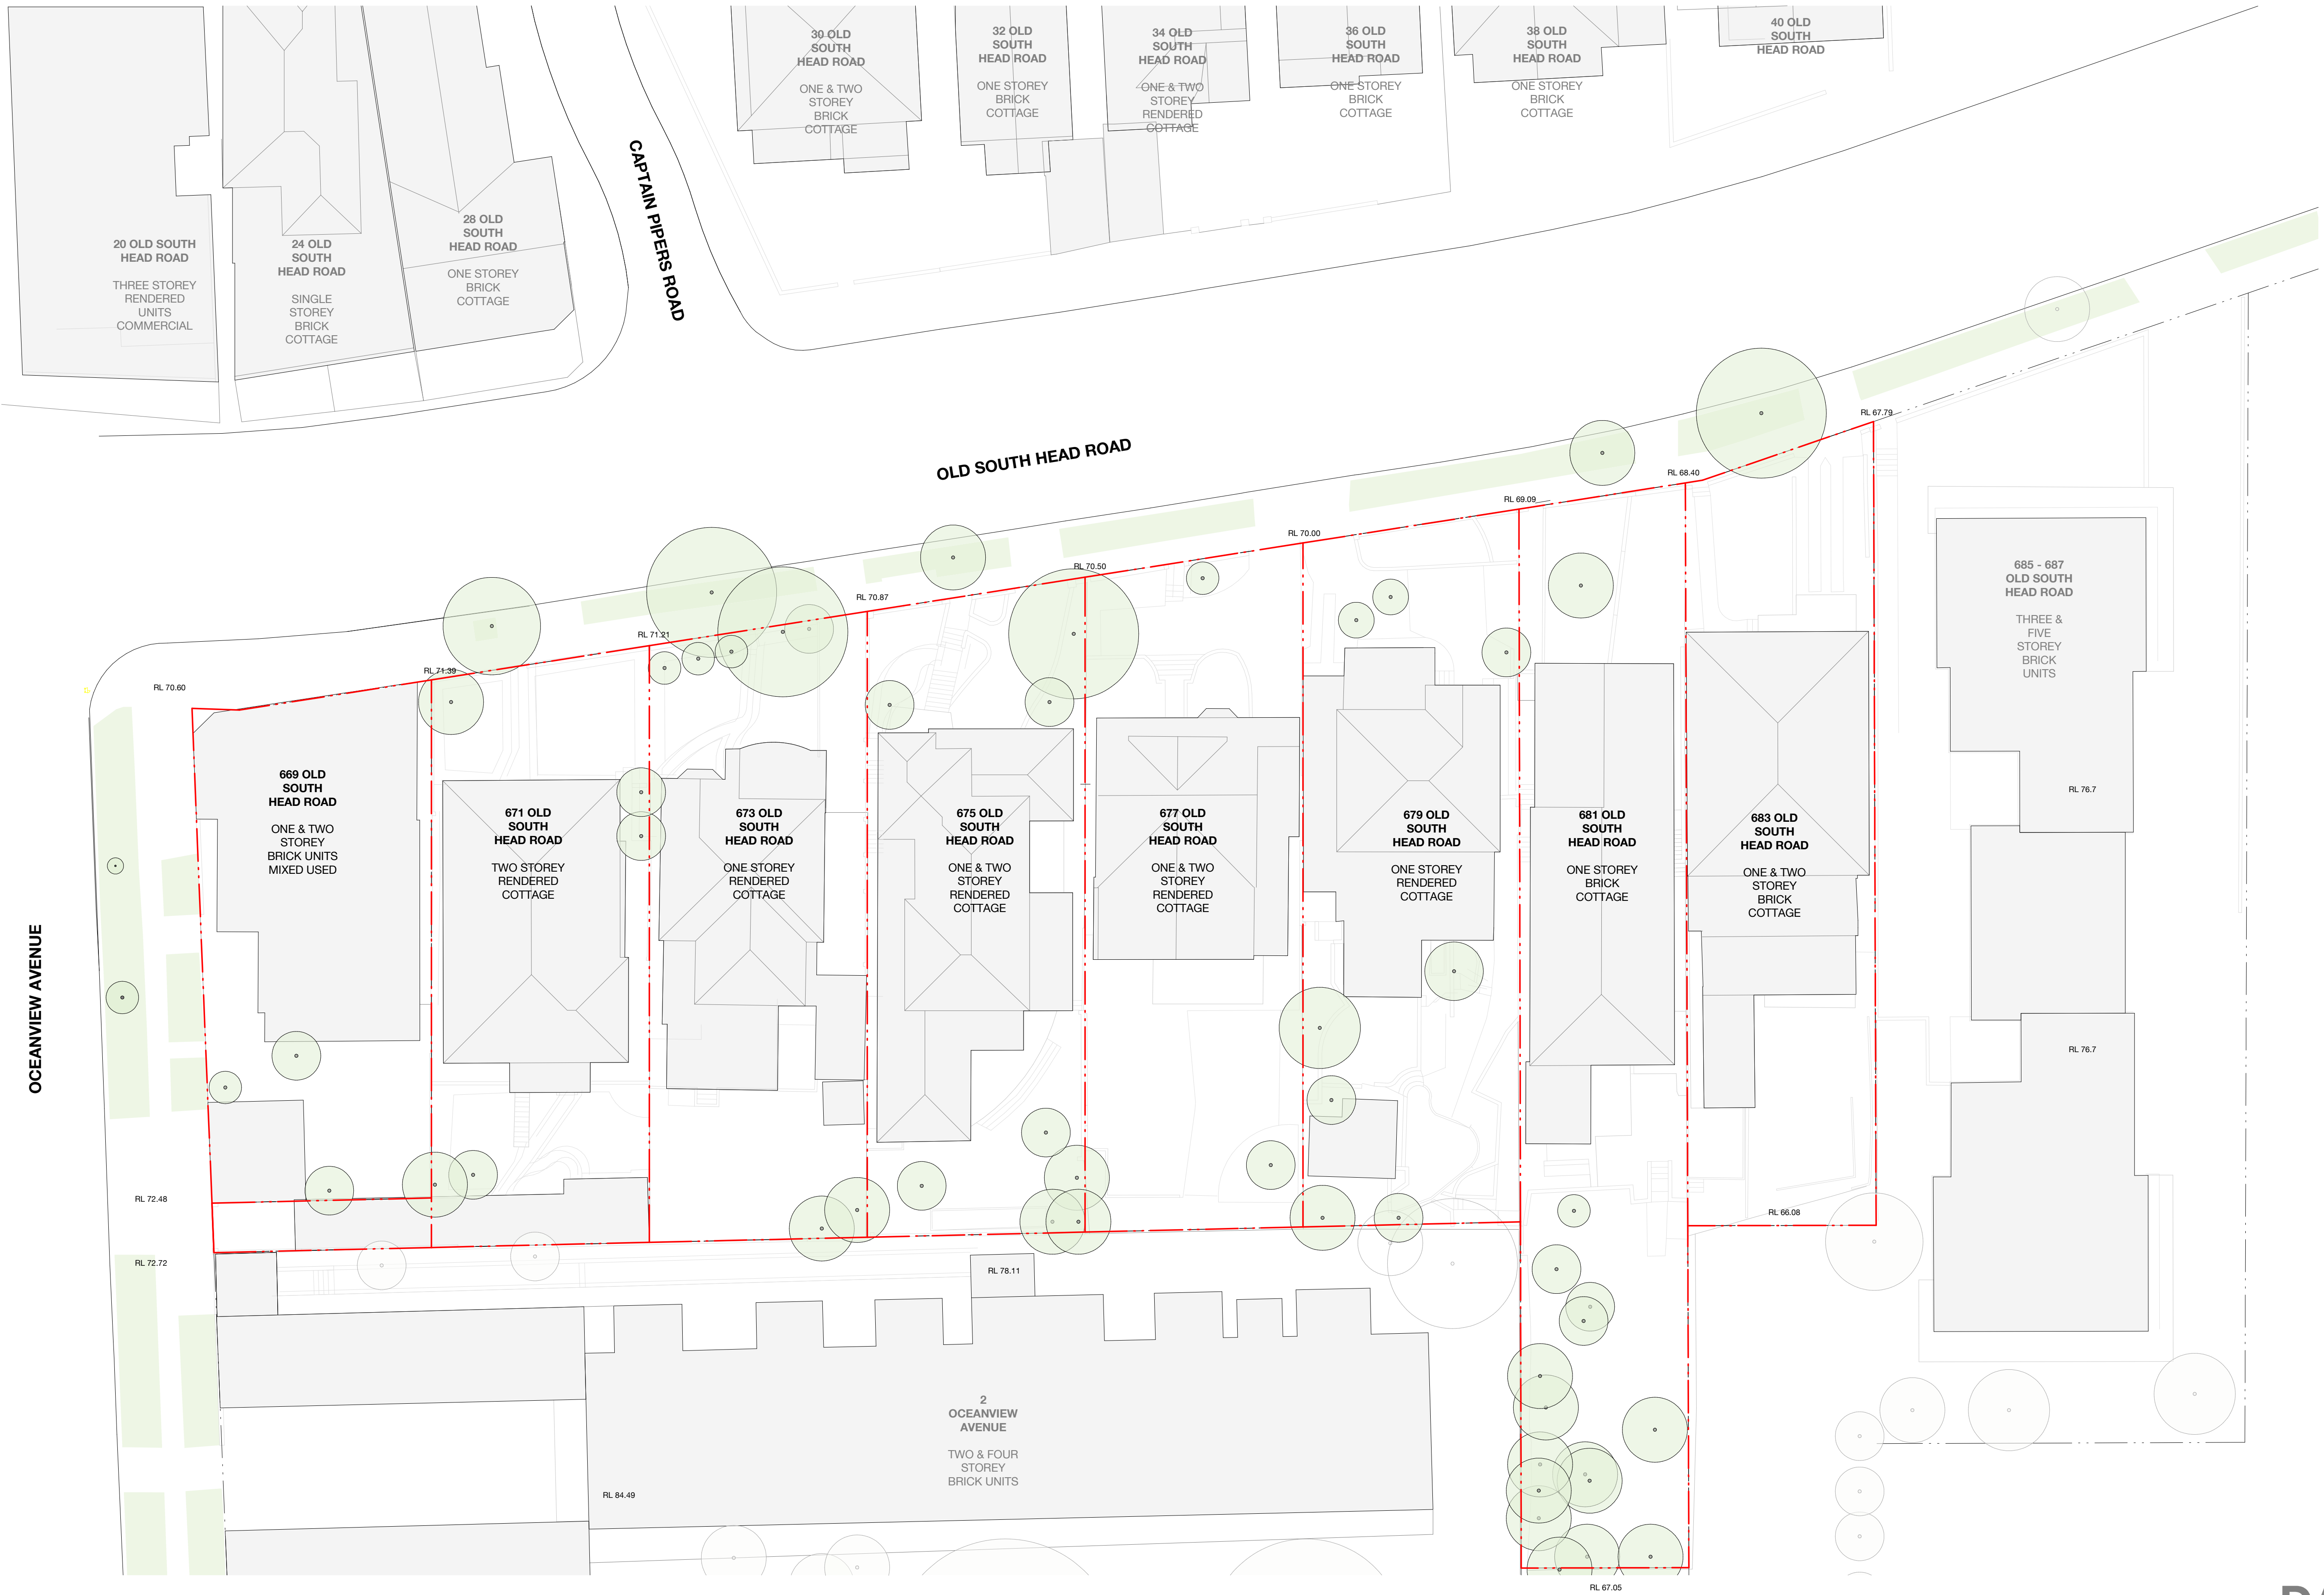 30 OLD
SOUTH
HEAD ROAD
ONE & TWO
STOREY
BRICK
COTTAGE
32 OLD
SOUTH
HEAD ROAD
ONE STOREY
BRICK
COTTAGE
34 OLD
SOUTH
HEAD ROAD
ONE & TWO
STOREY
RENDERED
COTTAGE
36 OLD
SOUTH
HEAD ROAD
ONE STOREY
BRICK
COTTAGE
38 OLD
SOUTH
HEAD ROAD
ONE STOREY
BRICK
COTTAGE
40 OLD
SOUTH
HEAD ROAD
20 OLD SOUTH
HEAD ROAD
THREE STOREY
RENDERED
UNITS
COMMERCIAL
24 OLD
SOUTH
HEAD ROAD
SINGLE
STOREY
BRICK
COTTAGE
28 OLD
SOUTH
HEAD ROAD
ONE STOREY
BRICK
COTTAGE
CAPTAIN PIPERS ROAD
OLD SOUTH HEAD ROAD
RL 67.79
RL 68.40
RL 69.09
RL 70.00
RL 70.50
RL 70.87
RL 71.21
RL 71.39
RL 70.60
685 - 687
OLD SOUTH
HEAD ROAD
THREE &
FIVE
STOREY
BRICK
UNITS
RL 76.7
RL 76.7
669 OLD
SOUTH
HEAD ROAD
ONE & TWO
STOREY
BRICK UNITS
MIXED USED
671 OLD
SOUTH
HEAD ROAD
TWO STOREY
RENDERED
COTTAGE
673 OLD
SOUTH
HEAD ROAD
ONE STOREY
RENDERED
COTTAGE
675 OLD
SOUTH
HEAD ROAD
ONE & TWO
STOREY
RENDERED
COTTAGE
677 OLD
SOUTH
HEAD ROAD
ONE & TWO
STOREY
RENDERED
COTTAGE
679 OLD
SOUTH
HEAD ROAD
ONE STOREY
RENDERED
COTTAGE
681 OLD
SOUTH
HEAD ROAD
ONE STOREY
BRICK
COTTAGE
683 OLD
SOUTH
HEAD ROAD
ONE & TWO
STOREY
BRICK
COTTAGE
OCEANVIEW AVENUE
RL 72.48
RL 72.72
RL 66.08
RL 78.11
2
OCEANVIEW
AVENUE
TWO & FOUR
STOREY
BRICK UNITS
RL 84.49
RL 67.05